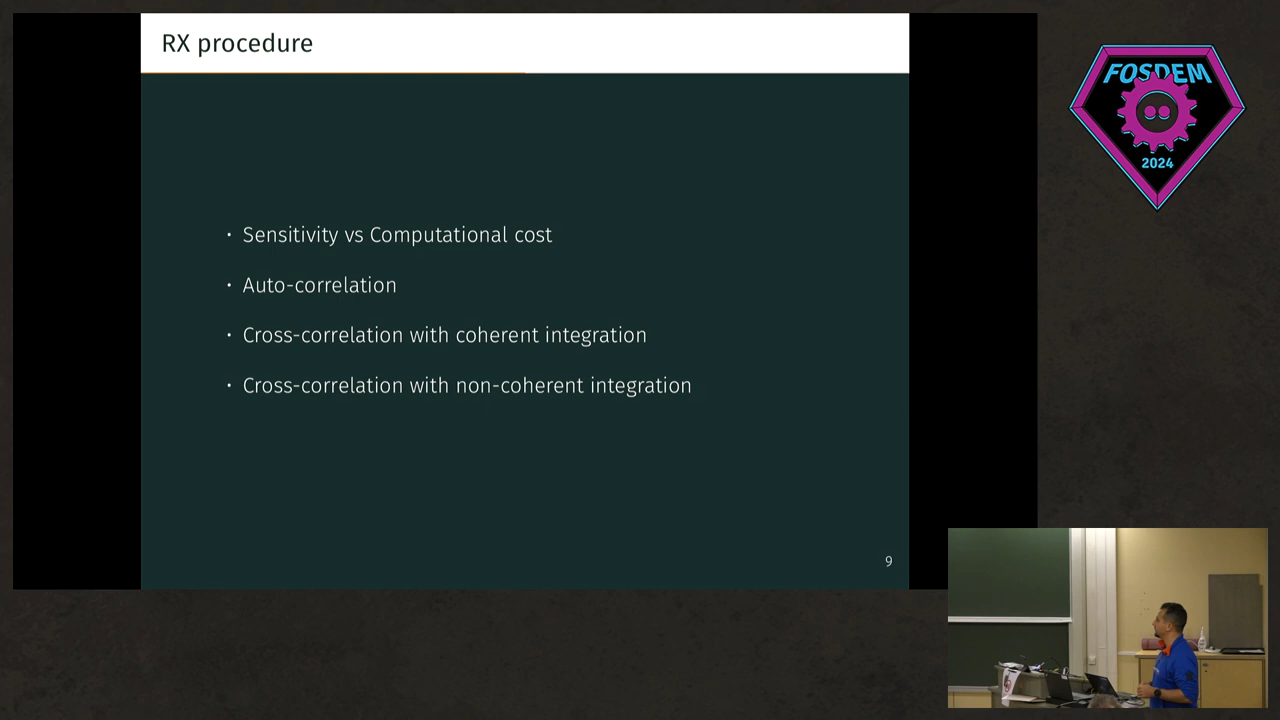 RX procedure
FOSDEM
2024
· Sensitivity vs Computational cost
· Auto-correlation
· Cross-correlation with coherent integration
· Cross-correlation with non-coherent integration
9